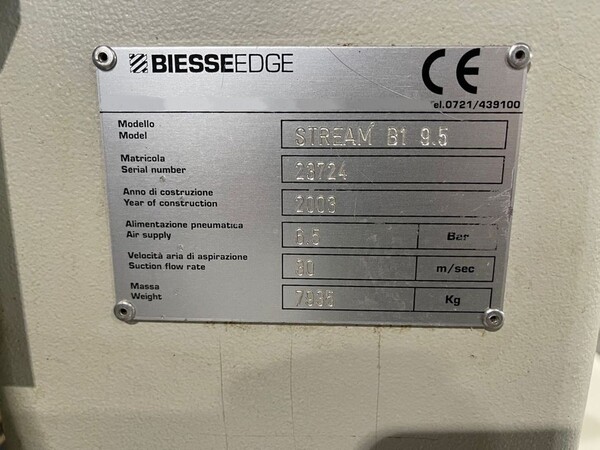 BIESSEEDGE
CE
el.0721/439100
Modello
Model
STREAM B1 9.5
Matricola
Serial number
23724
Anno di costruzione
Year of construction
2003
Alimentazione pneumatica
Air supply
6.5 Bar
Velocità aria di aspirazione
Suction flow rate
30 m/sec
Massa
Weight
7935 Kg